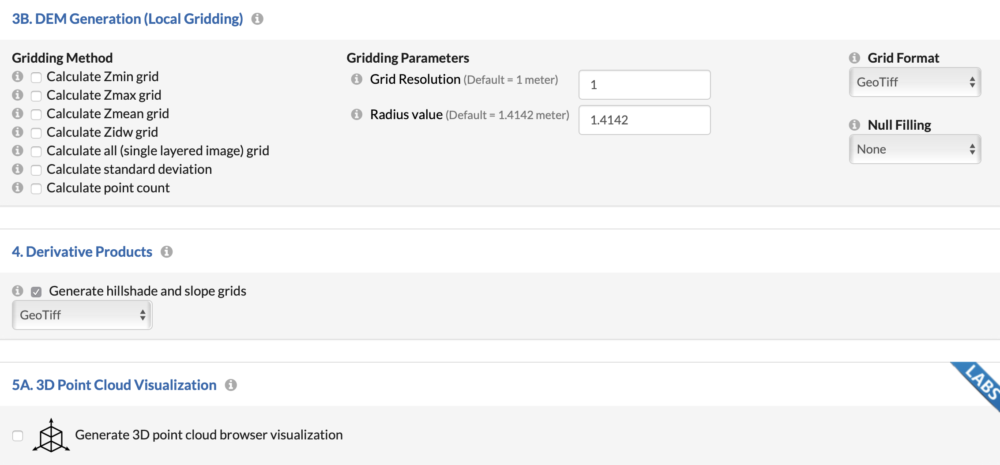 3B. DEM Generation (Local Gridding)
Gridding Method
Calculate Zmin grid
Calculate Zmax grid
Calculate Zmean grid
Calculate Zidw grid
Calculate all (single layered image) grid
Calculate standard deviation
Calculate point count
Gridding Parameters
Grid Resolution (Default = 1 meter) 1
Radius value (Default = 1.4142 meter) 1.4142
Grid Format
GeoTiff
Null Filling
None
4. Derivative Products
Generate hillshade and slope grids
GeoTiff
5A. 3D Point Cloud Visualization
LABS
Generate 3D point cloud browser visualization